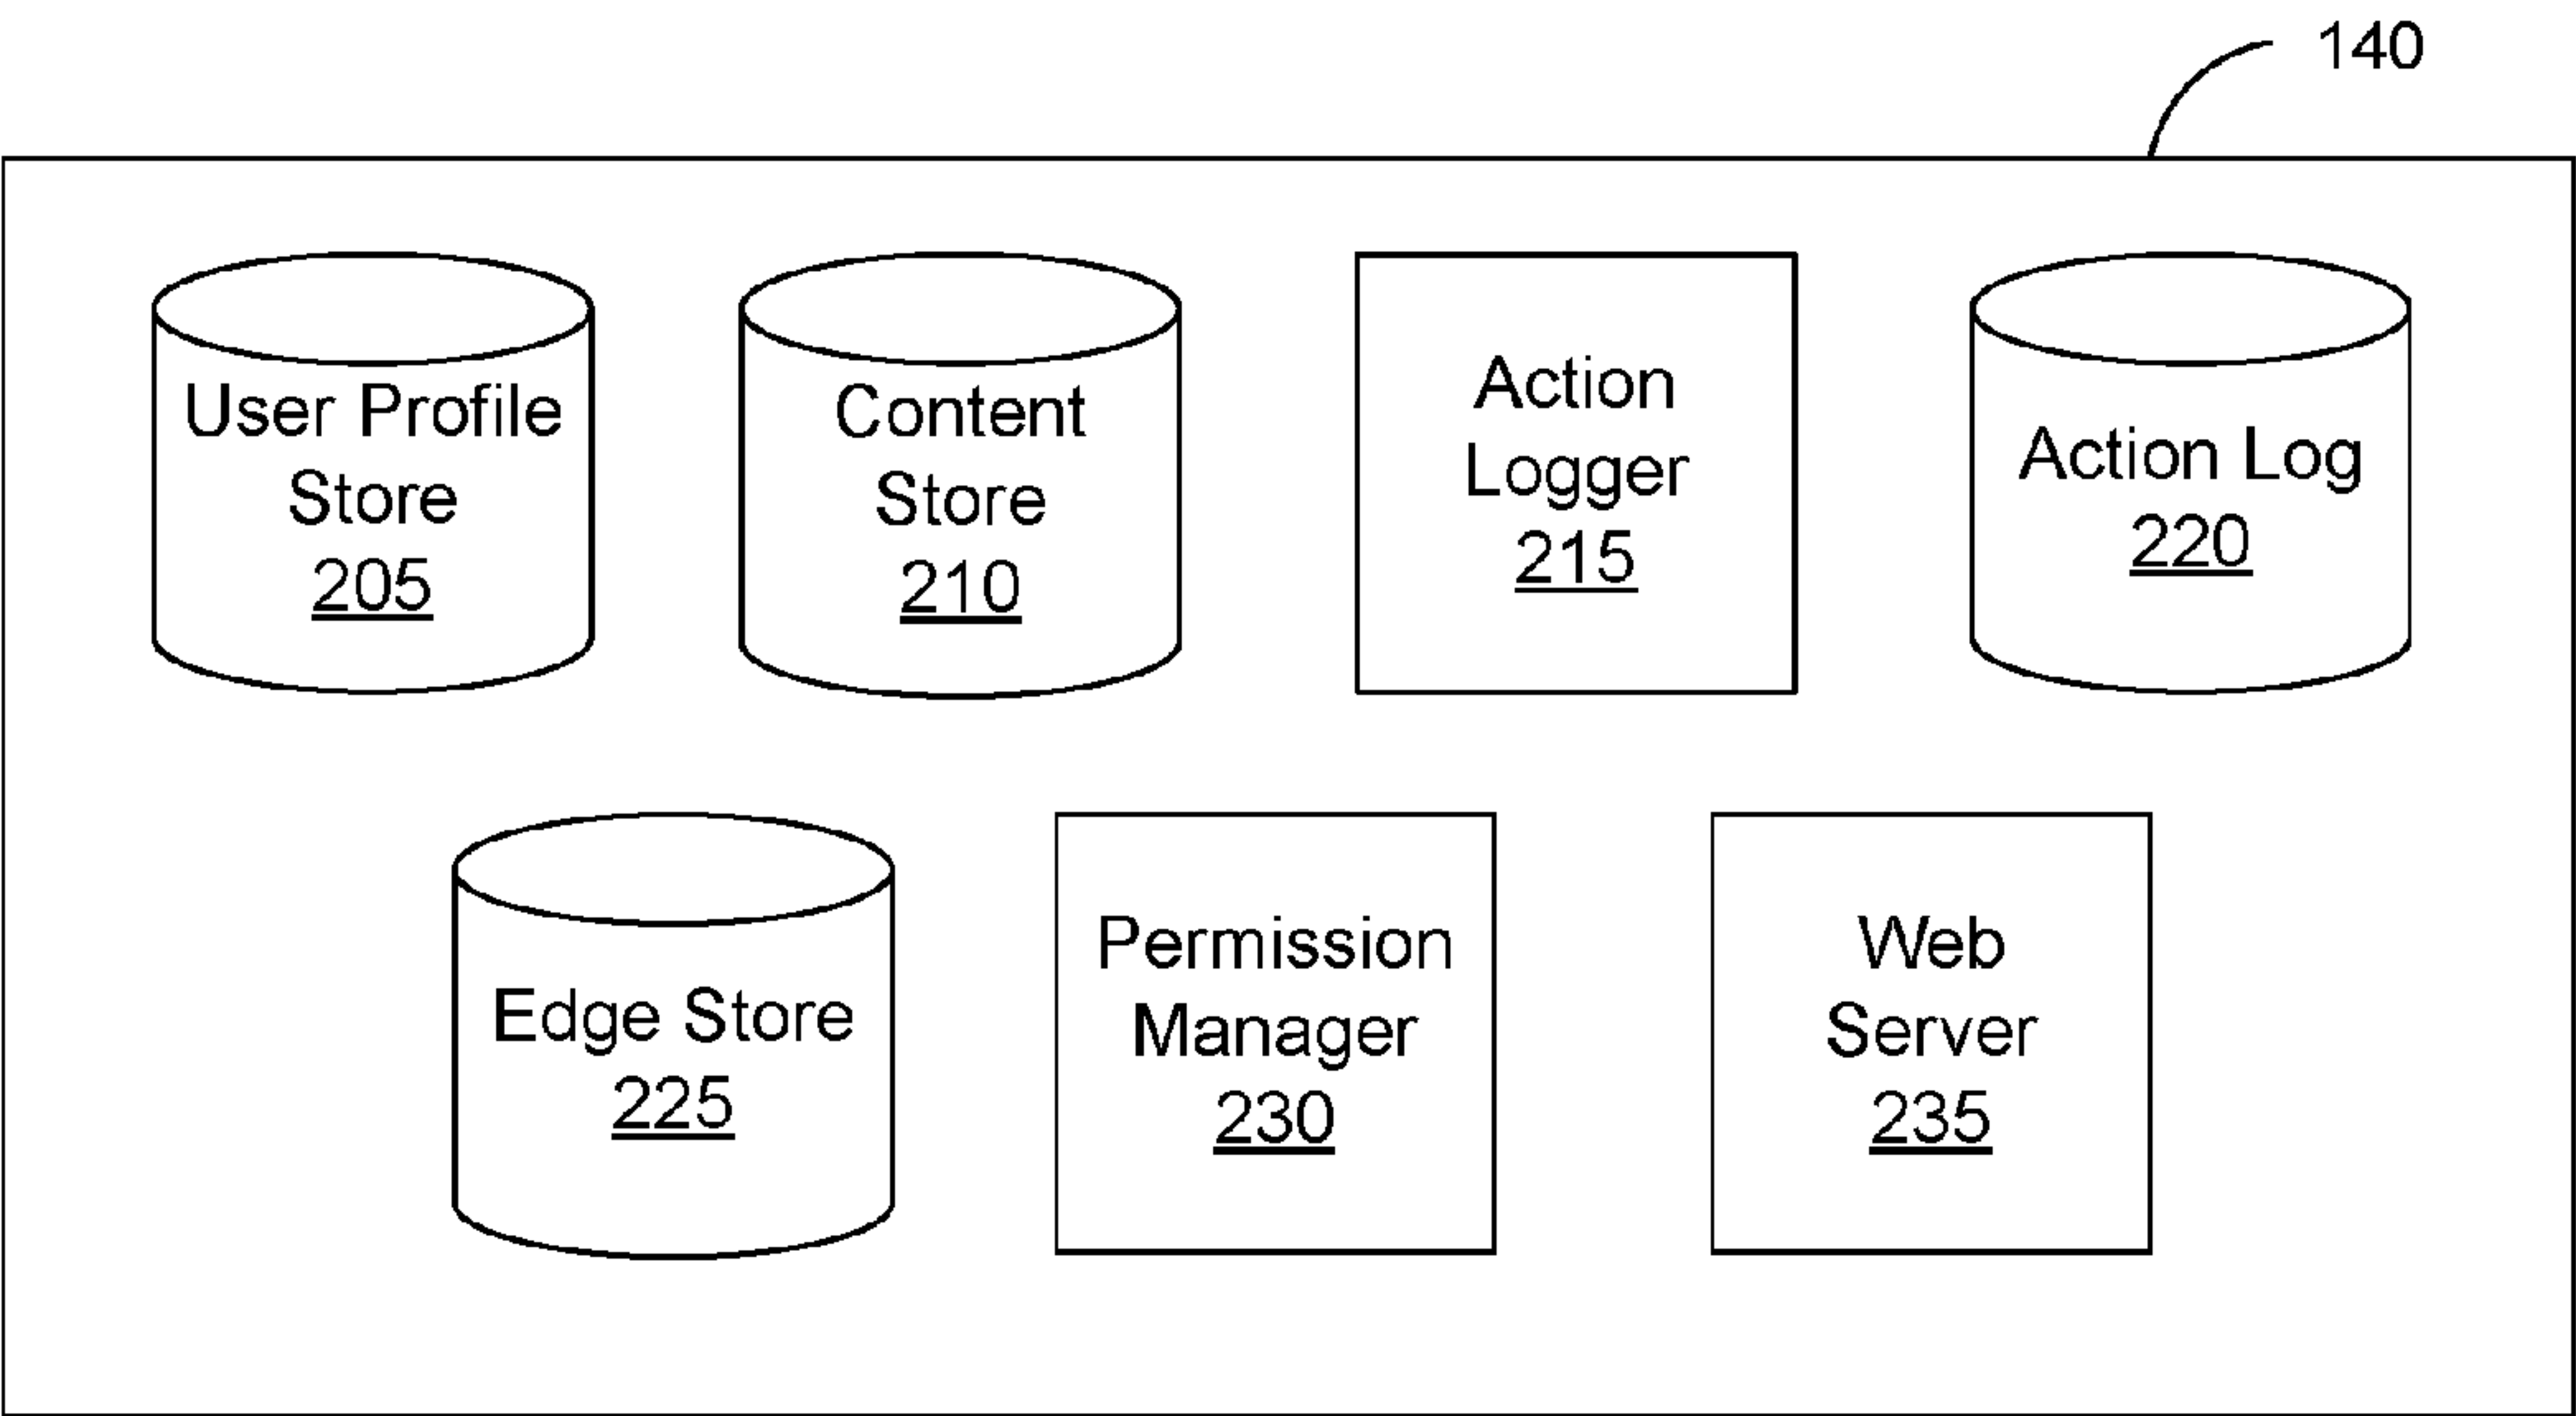 140
User Profile
Store
205
Content
Store
210
Action
Logger
215
Action Log
220
Edge Store
225
Permission
Manager
230
Web
Server
235